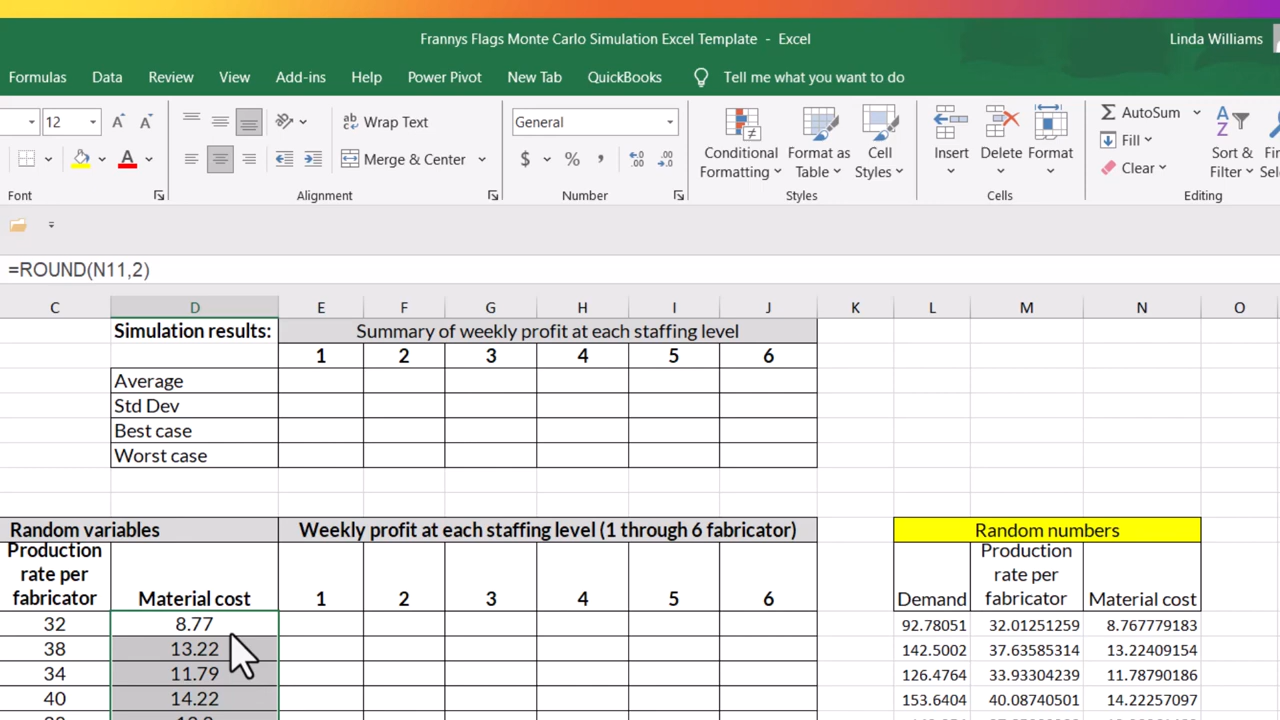 Frannys Flags Monte Carlo Simulation Excel Template - Excel
Linda Williams
Formulas Data Review View Add-ins Help Power Pivot New Tab QuickBooks Tell me what you want to do
12 A A Wrap Text General AutoSum
Merge & Center $ % , Conditional Formatting Format as Table Cell Styles Insert Delete Format Fill Sort & Filter
Clear
Font Alignment Number Styles Cells Editing
=ROUND(N11,2)
C D E F G H I J K L M N O
Simulation results: Summary of weekly profit at each staffing level
1 2 3 4 5 6
Average
Std Dev
Best case
Worst case
Random variables Weekly profit at each staffing level (1 through 6 fabricator) Random numbers
Production rate per fabricator Material cost 1 2 3 4 5 6 Demand Production rate per fabricator Material cost
32 8.77 92.78051 32.01251259 8.767779183
38 13.22 142.5002 37.63585314 13.22409154
34 11.79 126.4764 33.93304239 11.78790186
40 14.22 153.6404 40.08740501 14.22257097